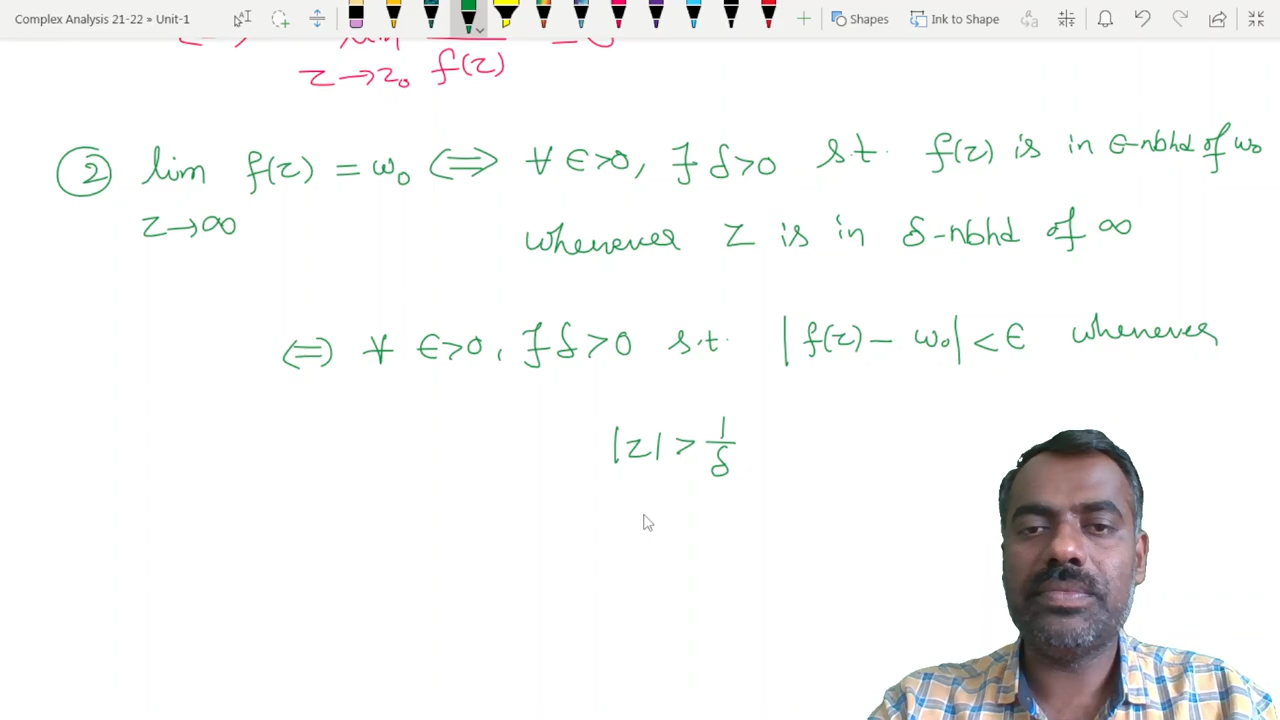 Complex Analysis 21-22 » Unit-1
Shapes
Ink to Shape
z→z₀ f(z)
② lim f(z) = w₀ ⟺ ∀ ϵ>0, ∃ δ>0 s.t. f(z) is in ϵ-nbhd of w₀
z→∞ whenever z is in δ-nbhd of ∞
⟺ ∀ ϵ>0, ∃ δ>0 s.t. |f(z) − w₀| < ϵ whenever
|z| > 1/δ